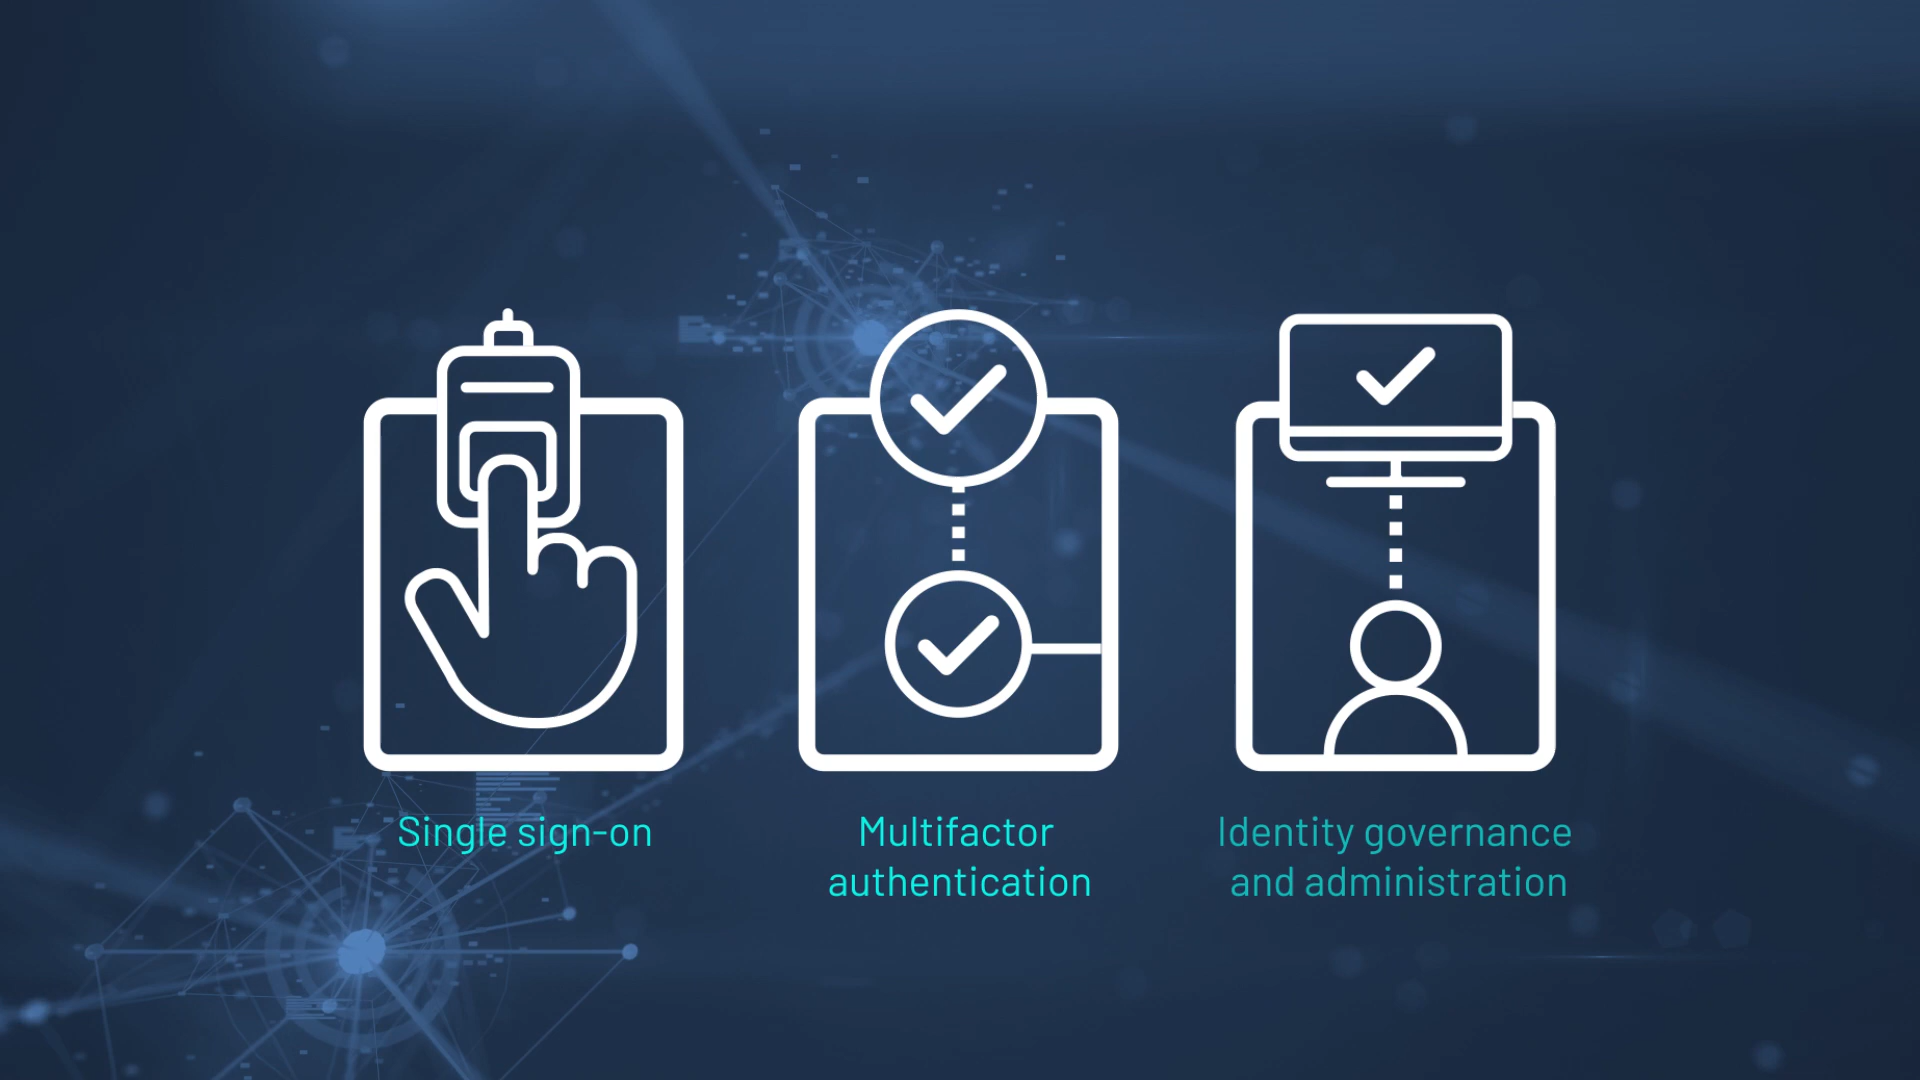 Single sign-on
Multifactor
authentication
Identity governance
and administration